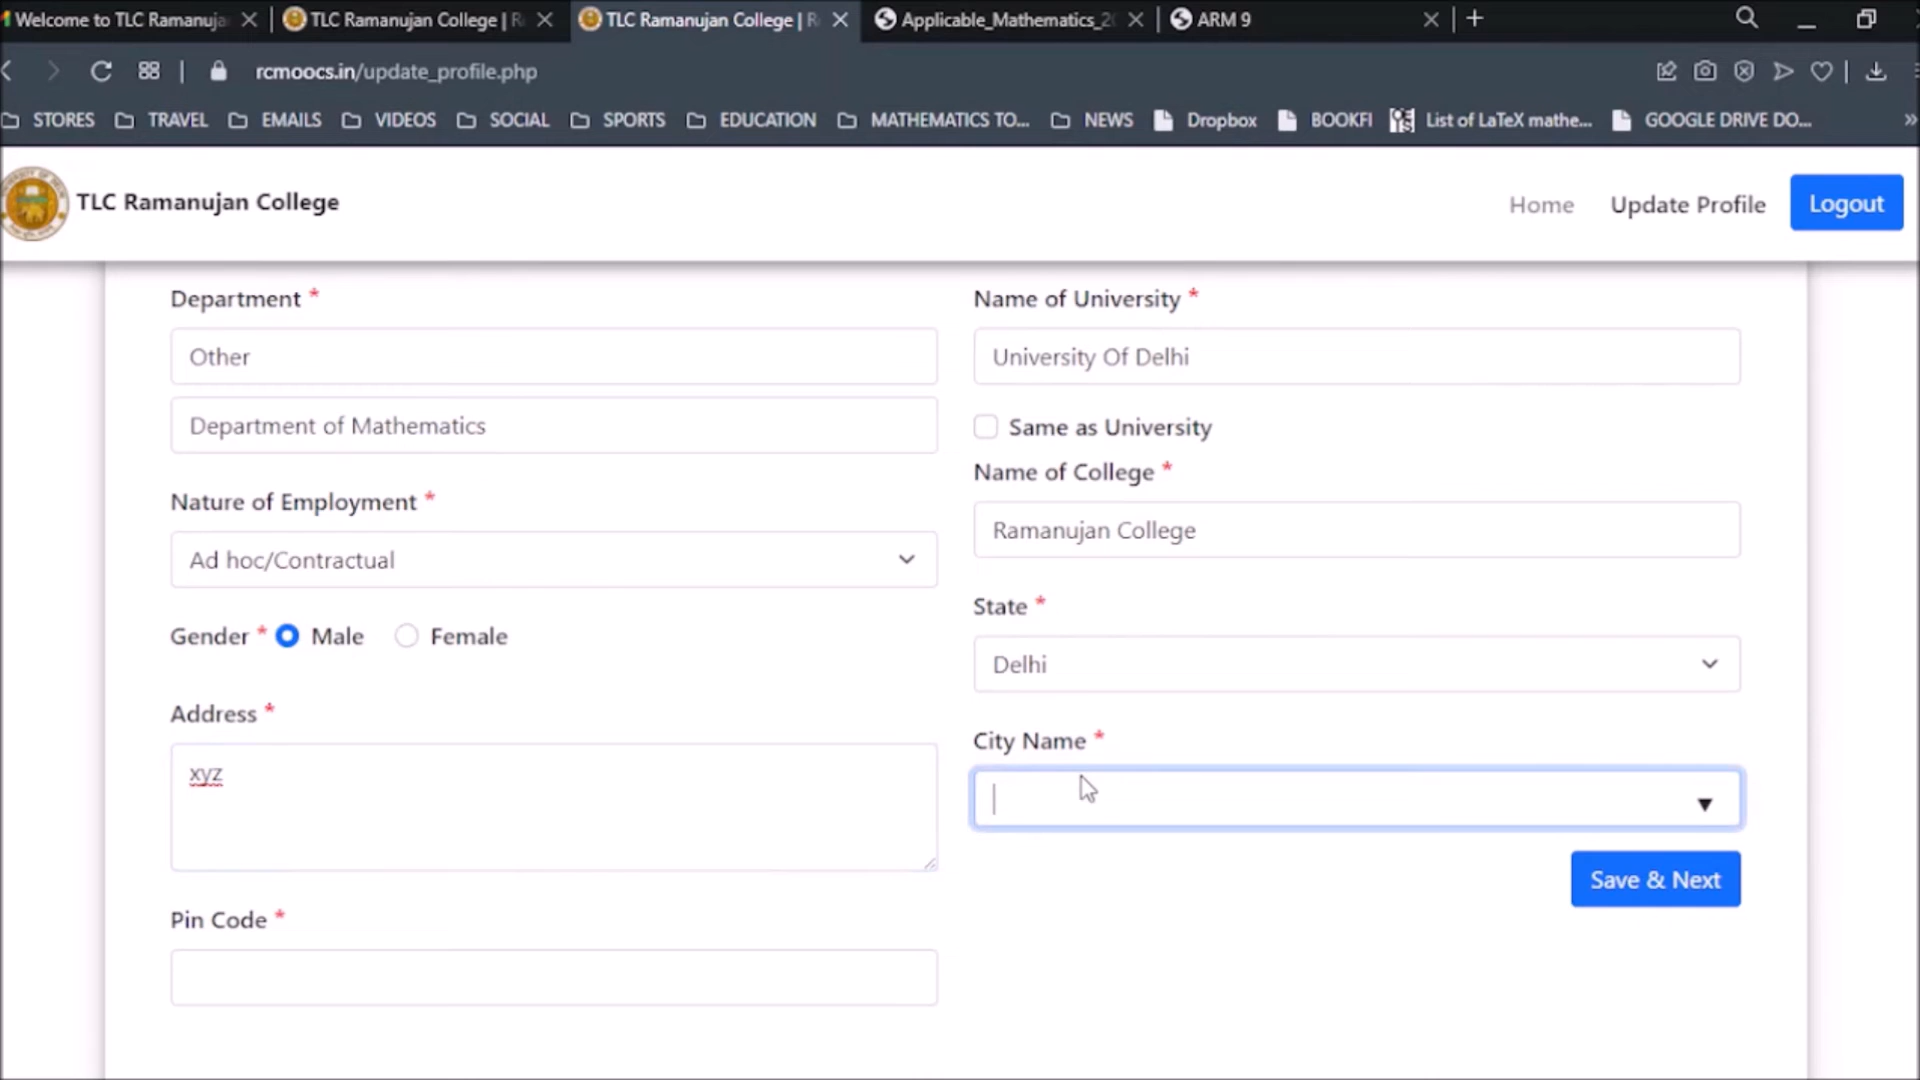 Welcome to TLC Ramanuja
TLC Ramanujan College | R
TLC Ramanujan College | R
Applicable_Mathematics_20
ARM 9
rcmoocs.in/update_profile.php
STORES
TRAVEL
EMAILS
VIDEOS
SOCIAL
SPORTS
EDUCATION
MATHEMATICS TO...
NEWS
Dropbox
BOOKFI
List of LaTeX mathe...
GOOGLE DRIVE DO...
»
TLC Ramanujan College
Home
Update Profile
Logout
Department *
Other
Department of Mathematics
Nature of Employment *
Ad hoc/Contractual
Gender * Male Female
Address *
xyz
Pin Code *
Name of University *
University Of Delhi
Same as University
Name of College *
Ramanujan College
State *
Delhi
City Name *
Save & Next